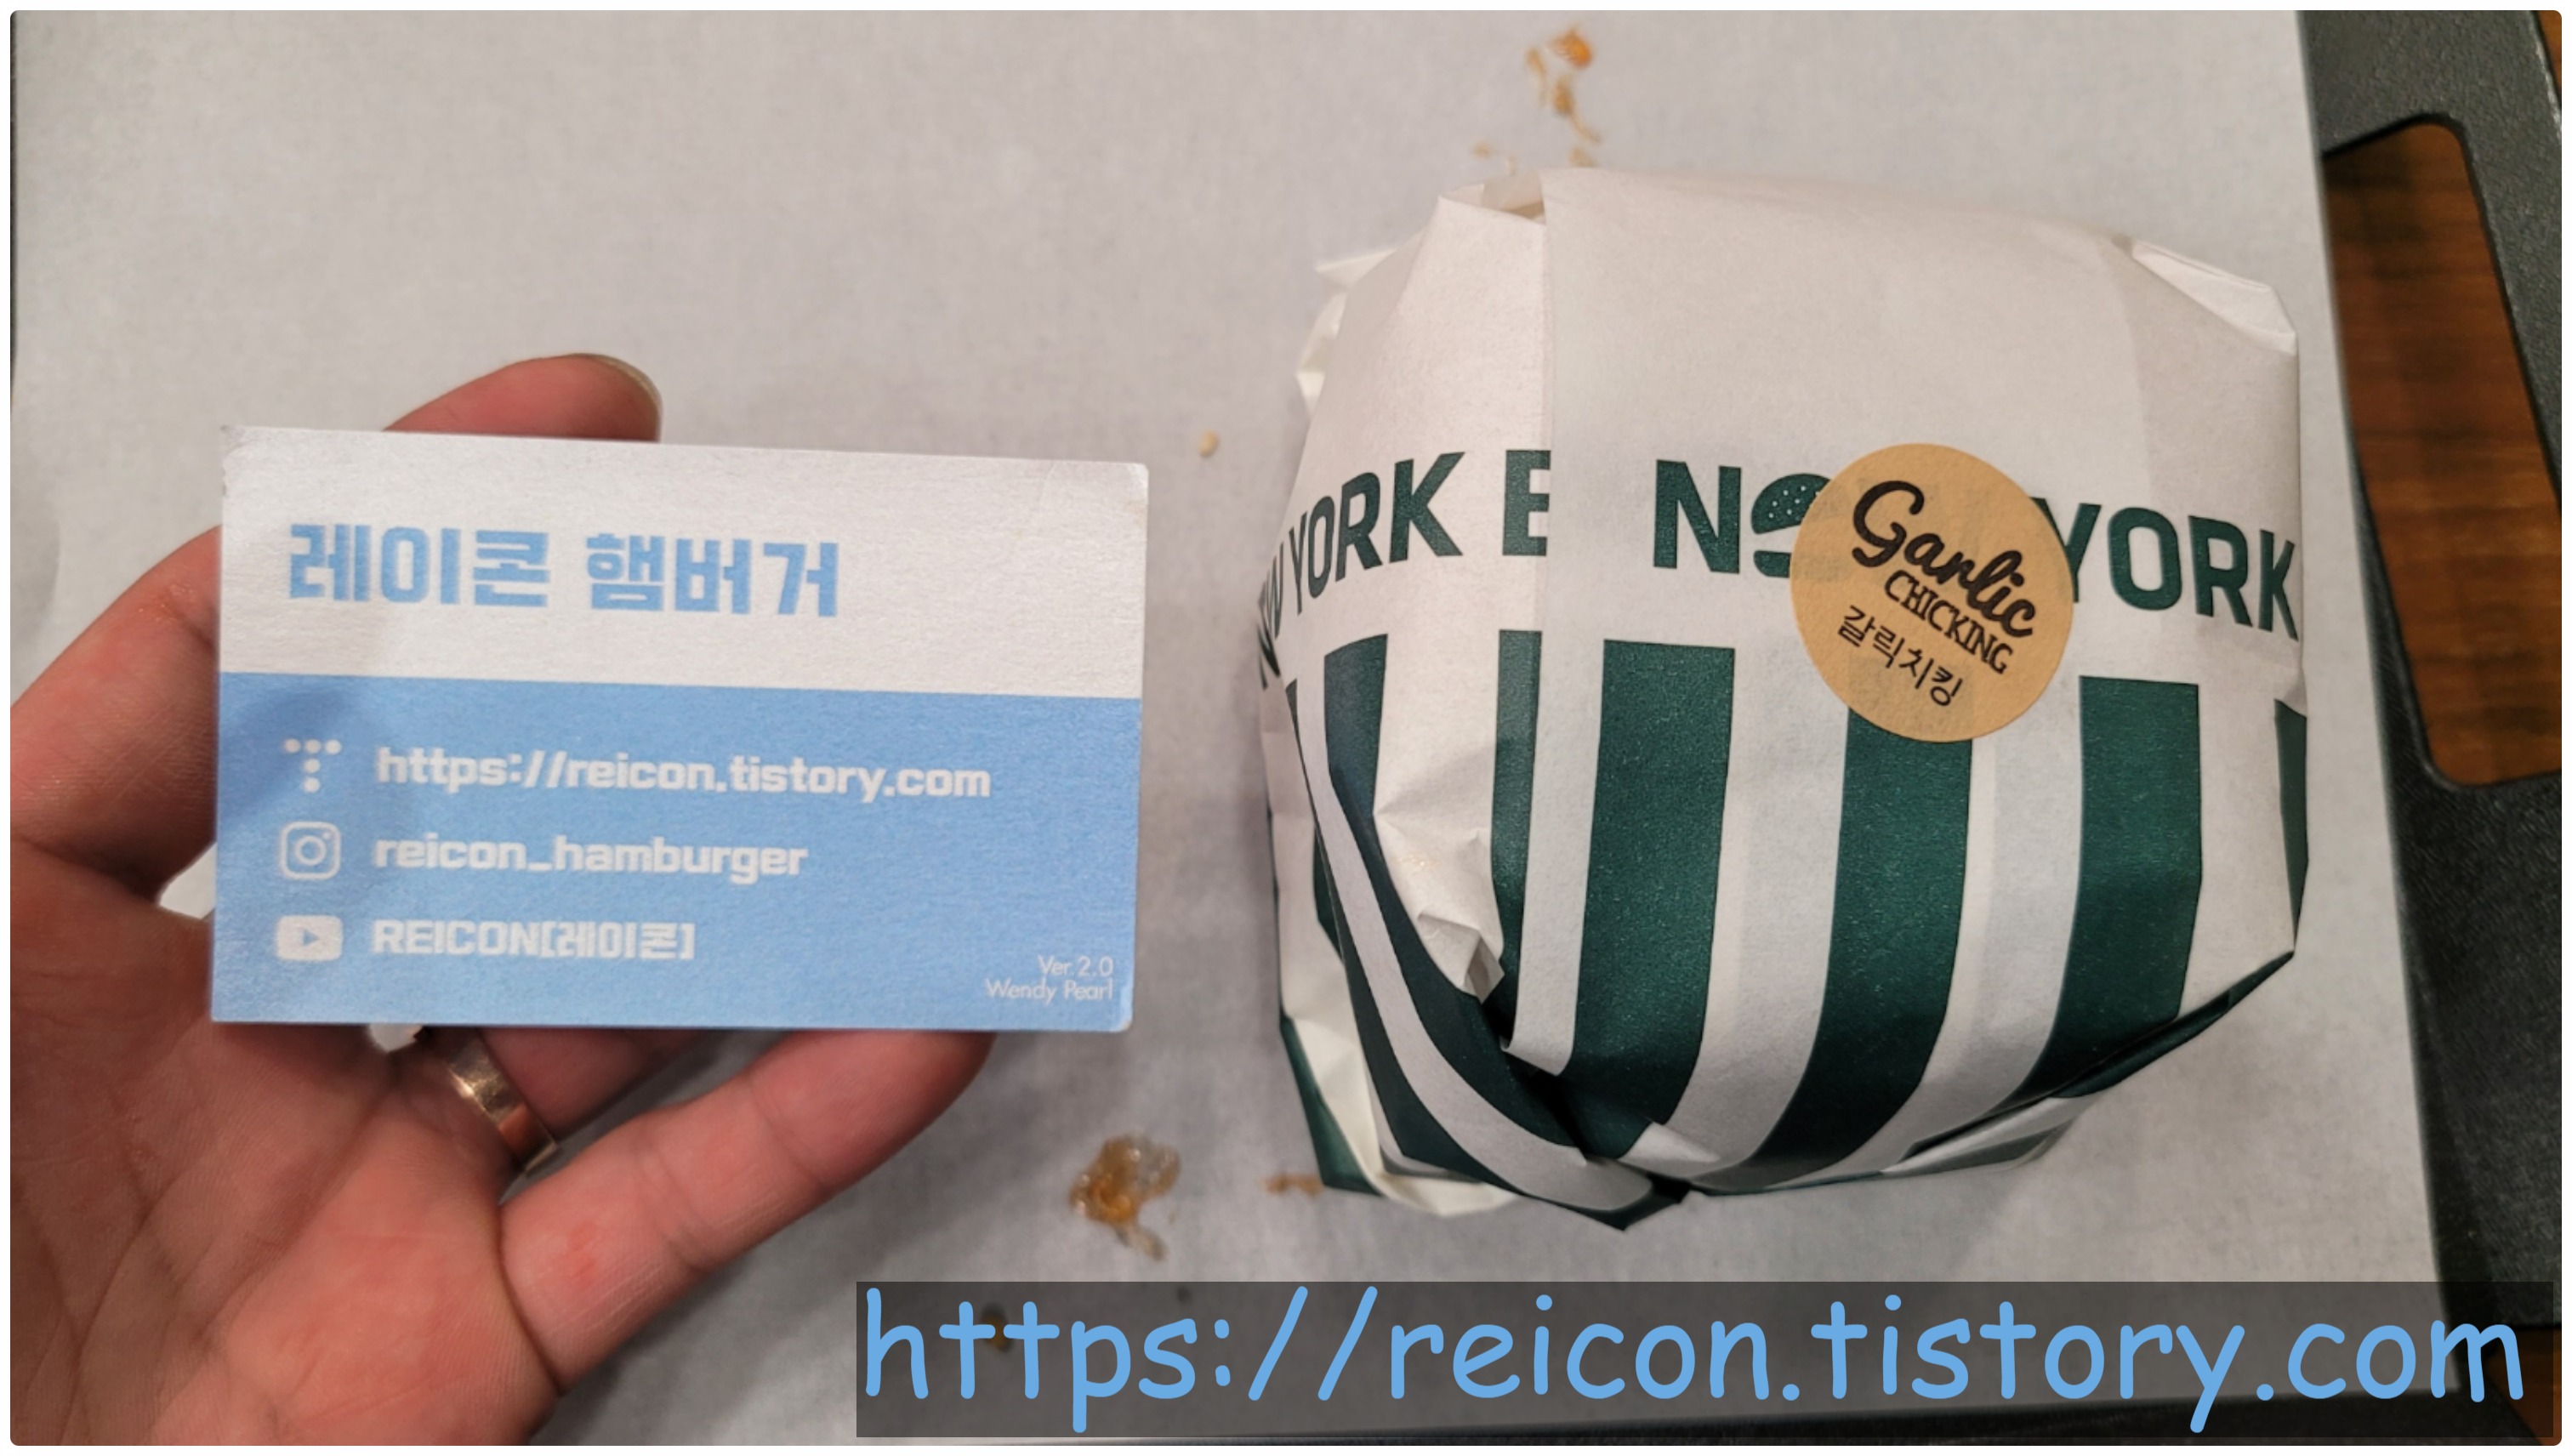 레이콘 햄버거
https://reicon.tistory.com
reicon_hamburger
REICON[레이콘]
Ver.2.0
Wendy Pearl
YORK
YORK
Garlic
CHICKING
갈릭치킹
https://reicon.tistory.com